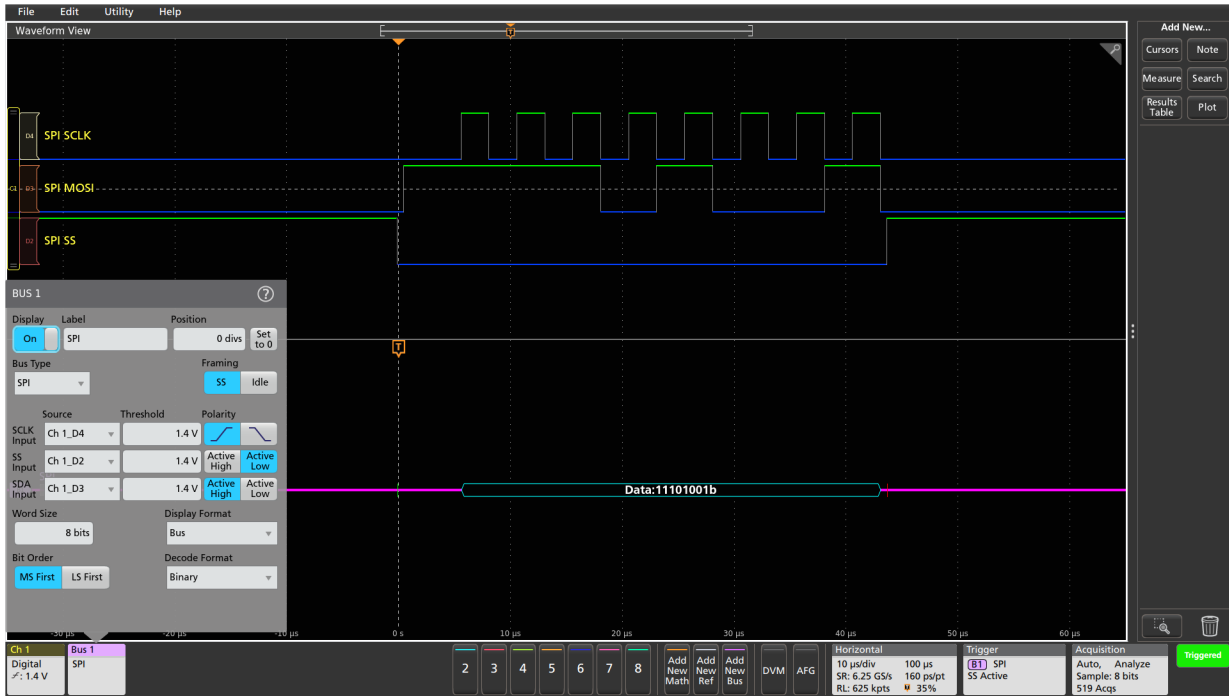 File Edit Utility Help
Waveform View
Add New...
Cursors Note
Measure Search
Results Table Plot
D4 SPI SCLK
C1 D3 SPI MOSI
D2 SPI SS
BUS 1 ?
Display Label Position
On SPI 0 divs Set to 0
Bus Type Framing
SPI SS Idle
Source Threshold Polarity
SCLK Input Ch 1_D4 1.4 V
SS Input Ch 1_D2 1.4 V Active High Active Low
SDA Input Ch 1_D3 1.4 V Active High Active Low
Word Size Display Format
8 bits Bus
Bit Order Decode Format
MS First LS First Binary
T
T
Data:11101001b
-30 µs -20 µs -10 µs 0 s 10 µs 20 µs 30 µs 40 µs 50 µs 60 µs
Ch 1
Digital
: 1.4 V
Bus 1
SPI
2 3 4 5 6 7 8
Add New Math
Add New Ref
Add New Bus
DVM AFG
Horizontal
10 µs/div 100 µs
SR: 6.25 GS/s 160 ps/pt
RL: 625 kpts 35%
Trigger
B1 SPI
SS Active
Acquisition
Auto, Analyze
Sample: 8 bits
519 Acqs
Triggered